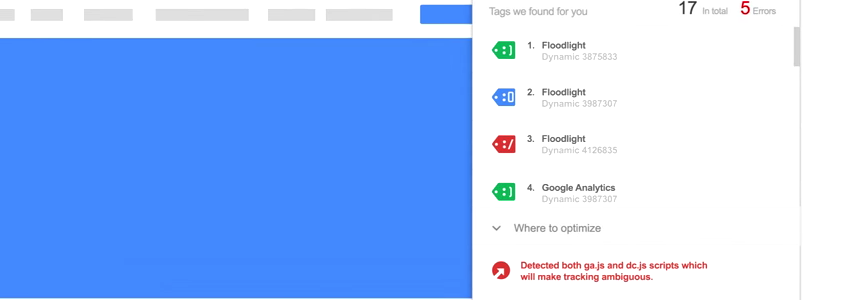 Tags we found for you 17 In total 5 Errors
:]
1. Floodlight
Dynamic 3875833
:0
2. Floodlight
Dynamic 3987307
:/
3. Floodlight
Dynamic 4126835
:]
4. Google Analytics
Dynamic 3987307
Where to optimize
Detected both ga.js and dc.js scripts which
will make tracking ambiguous.